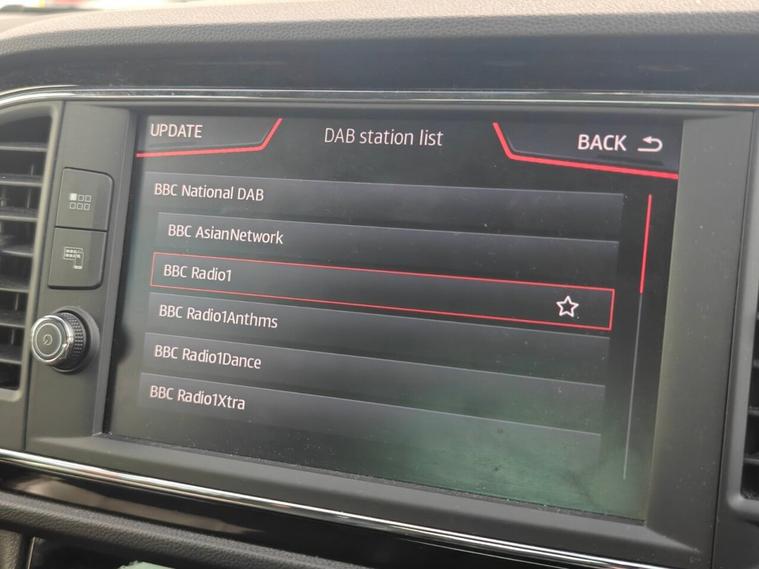 UPDATE
DAB station list
BACK
BBC National DAB
BBC AsianNetwork
BBC Radio1
BBC Radio1Anthms
BBC Radio1Dance
BBC Radio1Xtra